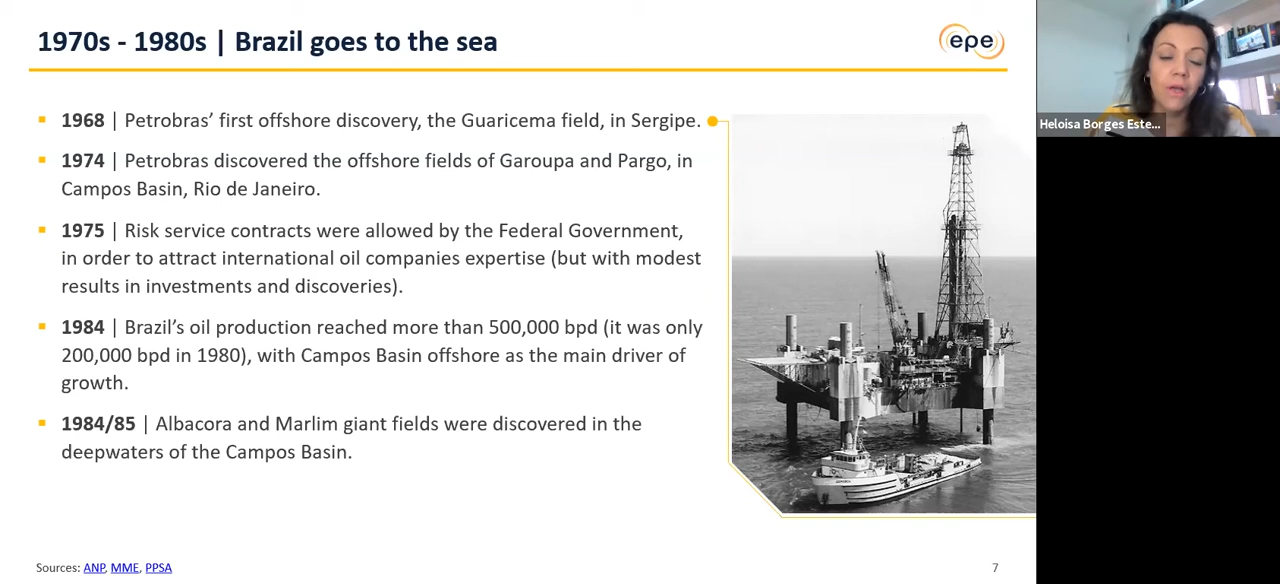 1970s - 1980s | Brazil goes to the sea
epe
Heloisa Borges Este...
▪ 1968 | Petrobras’ first offshore discovery, the Guaricema field, in Sergipe.
▪ 1974 | Petrobras discovered the offshore fields of Garoupa and Pargo, in
Campos Basin, Rio de Janeiro.
▪ 1975 | Risk service contracts were allowed by the Federal Government,
in order to attract international oil companies expertise (but with modest
results in investments and discoveries).
▪ 1984 | Brazil’s oil production reached more than 500,000 bpd (it was only
200,000 bpd in 1980), with Campos Basin offshore as the main driver of
growth.
▪ 1984/85 | Albacora and Marlim giant fields were discovered in the
deepwaters of the Campos Basin.
Sources: ANP, MME, PPSA
7